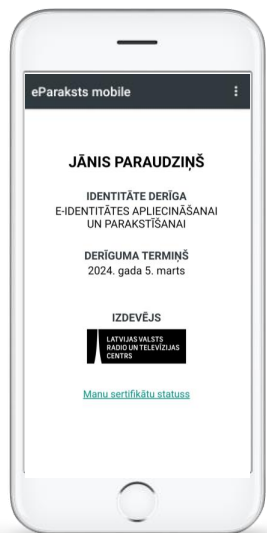 eParaksts mobile
JĀNIS PARAUDZIŅŠ
IDENTITĀTE DERĪGA
E-IDENTITĀTES APLIECINĀŠANAI
UN PARAKSTĪŠANAI
DERĪGUMA TERMIŅŠ
2024. gada 5. marts
IZDEVĒJS
LATVIJAS VALSTS
RADIO UN TELEVĪZIJAS
CENTRS
Manu sertifikātu statuss